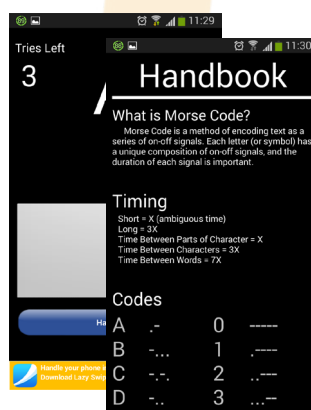 11:29
Tries Left
3
11:30
Handbook
What is Morse Code?
Morse Code is a method of encoding text as a
series of on-off signals. Each letter (or symbol) has
a unique composition of on-off signals, and the
duration of each signal is important.
Timing
Short = X (ambiguous time)
Long = 3X
Time Between Parts of Character = X
Time Between Characters = 3X
Time Between Words = 7X
Codes
A .- 0 -----
B -... 1 .----
C -.-. 2 ..---
D -.. 3 ...--
Ha
Handle your phone
Download Lazy Swip